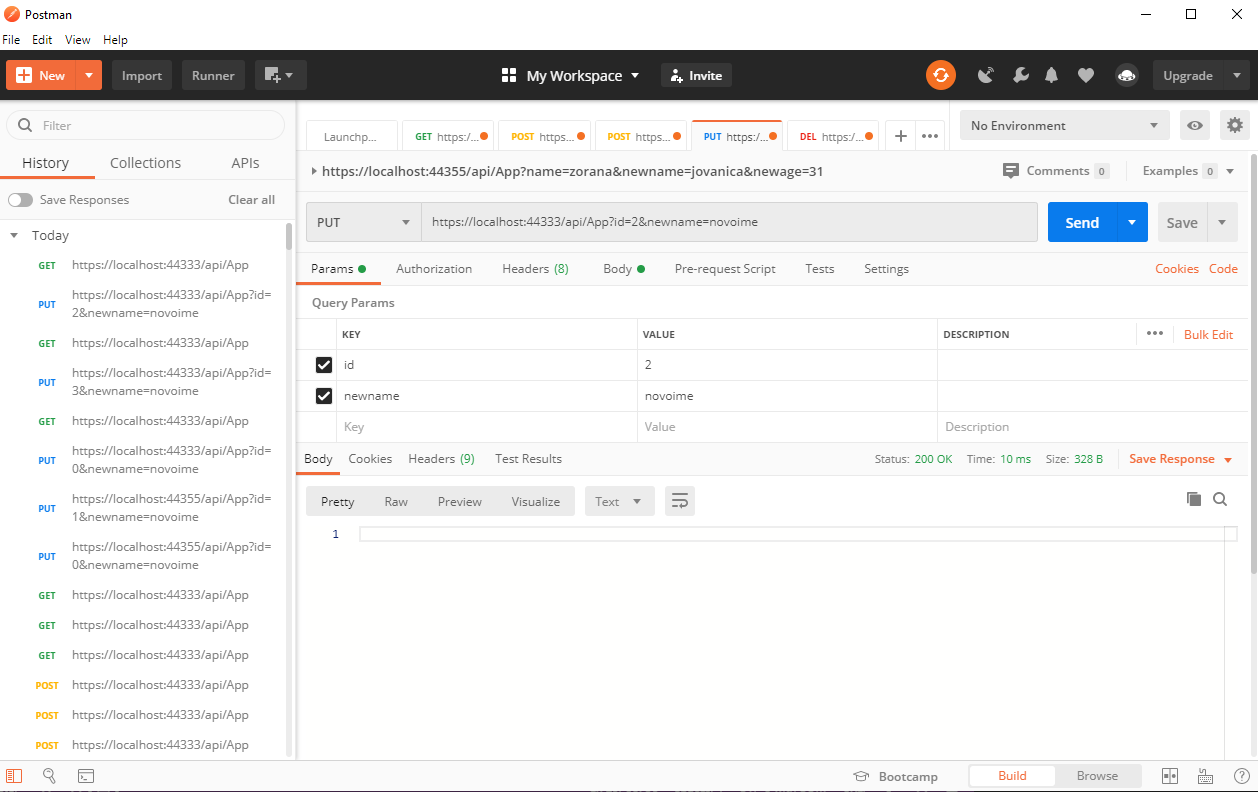 Postman
File Edit View Help
New Import Runner My Workspace Invite Upgrade
Filter
History Collections APIs
Save Responses Clear all
Today
GET https://localhost:44333/api/App
PUT https://localhost:44333/api/App?id=
2&newname=novoime
GET https://localhost:44333/api/App
PUT https://localhost:44333/api/App?id=
3&newname=novoime
GET https://localhost:44333/api/App
PUT https://localhost:44333/api/App?id=
0&newname=novoime
PUT https://localhost:44355/api/App?id=
1&newname=novoime
PUT https://localhost:44355/api/App?id=
0&newname=novoime
GET https://localhost:44333/api/App
GET https://localhost:44333/api/App
GET https://localhost:44333/api/App
POST https://localhost:44333/api/App
POST https://localhost:44333/api/App
POST https://localhost:44333/api/App
Launchp... GET https:/... POST https... POST https... PUT https:/... DEL https:/... No Environment
https://localhost:44355/api/App?name=zorana&newname=jovanica&newage=31 Comments 0 Examples 0
PUT https://localhost:44333/api/App?id=2&newname=novoime Send Save
Params Authorization Headers (8) Body Pre-request Script Tests Settings Cookies Code
Query Params
KEY VALUE DESCRIPTION ••• Bulk Edit
id 2
newname novoime
Key Value Description
Body Cookies Headers (9) Test Results Status: 200 OK Time: 10 ms Size: 328 B Save Response
Pretty Raw Preview Visualize Text
1
Bootcamp Build Browse